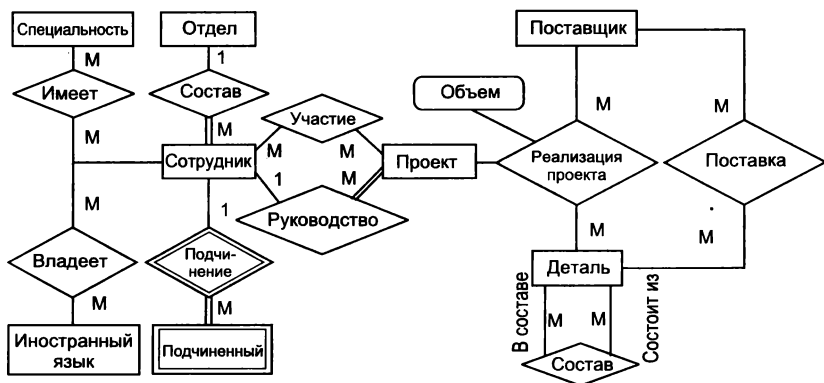 Специальность
Отдел
Поставщик
М
1
Имеет
Состав
Объем
М
М
Участие
М
М
М
М
Сотрудник
М
М
Проект
Реализация
проекта
Поставка
М
1
М
1
Руководство
М
М
Владеет
Подчи-
нение
Деталь
В составе
Состоит из
М
М
М
М
Иностранный
язык
Подчиненный
Состав